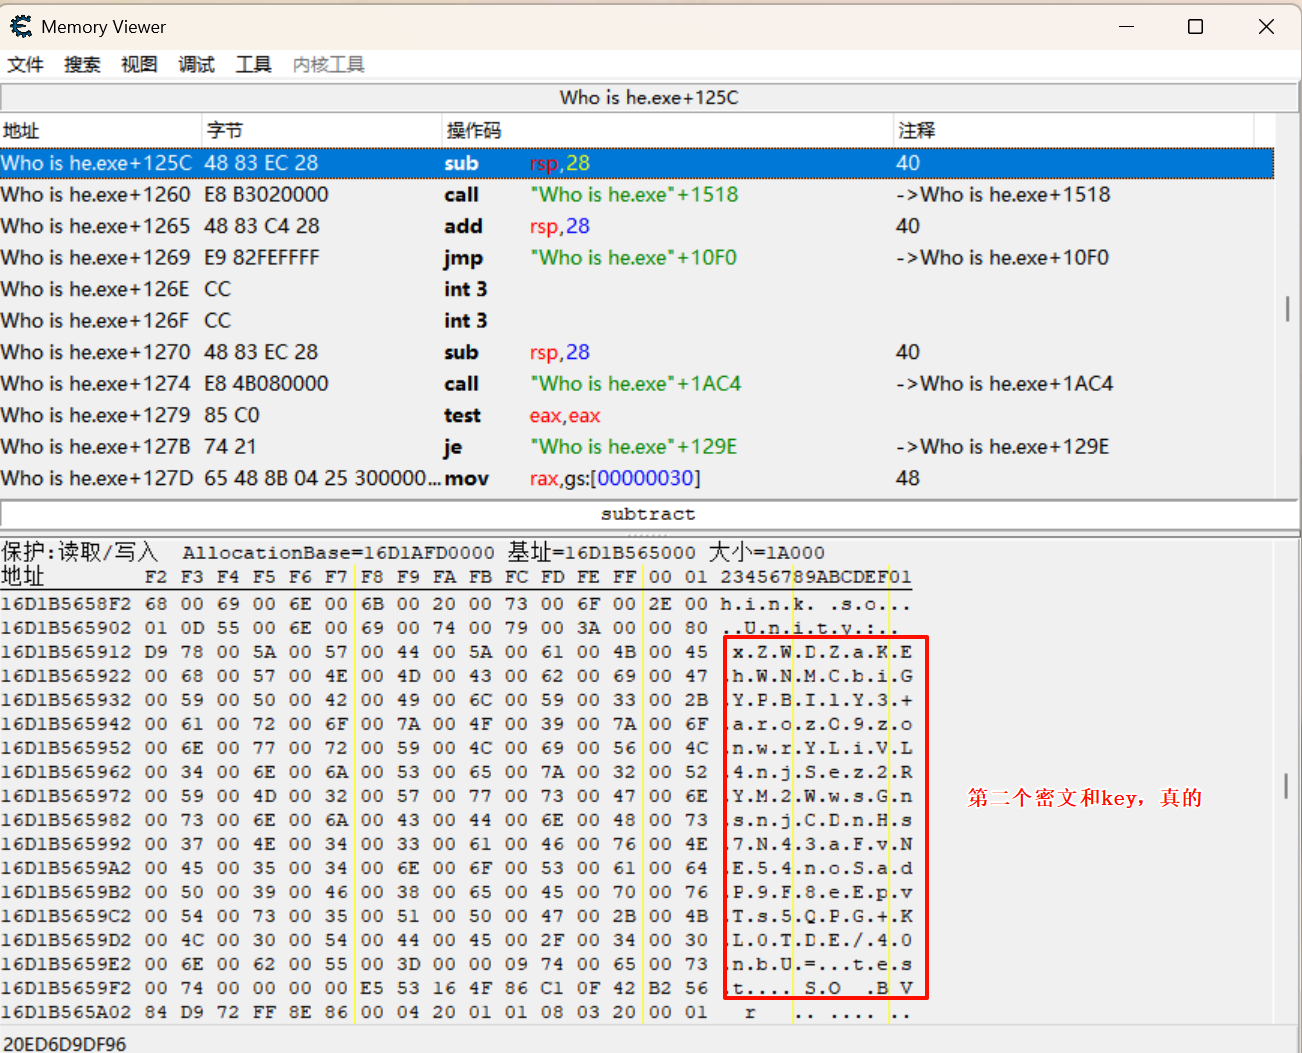 Memory Viewer
文件 搜索 视图 调试 工具 内核工具
Who is he.exe+125C
地址 字节 操作码 注释
Who is he.exe+125C 48 83 EC 28 sub rsp,28 40
Who is he.exe+1260 E8 B3020000 call "Who is he.exe"+1518 ->Who is he.exe+1518
Who is he.exe+1265 48 83 C4 28 add rsp,28 40
Who is he.exe+1269 E9 82FEFFFF jmp "Who is he.exe"+10F0 ->Who is he.exe+10F0
Who is he.exe+126E CC int 3
Who is he.exe+126F CC int 3
Who is he.exe+1270 48 83 EC 28 sub rsp,28 40
Who is he.exe+1274 E8 4B080000 call "Who is he.exe"+1AC4 ->Who is he.exe+1AC4
Who is he.exe+1279 85 C0 test eax,eax
Who is he.exe+127B 74 21 je "Who is he.exe"+129E ->Who is he.exe+129E
Who is he.exe+127D 65 48 8B 04 25 300000... mov rax,gs:[00000030] 48
subtract
保护:读取/写入 AllocationBase=16D1AFD0000 基址=16D1B565000 大小=1A000
地址 F2 F3 F4 F5 F6 F7 F8 F9 FA FB FC FD FE FF 00 01 23456789ABCDEF01
16D1B5658F2 68 00 69 00 6E 00 6B 00 20 00 73 00 6F 00 2E 00 h.i.n.k. .s.o...
16D1B565902 01 0D 55 00 6E 00 69 00 74 00 79 00 3A 00 00 80 ..U.n.i.t.y.:..
16D1B565912 D9 78 00 5A 00 57 00 44 00 5A 00 61 00 4B 00 45 x.Z.W.D.Z.a.K.E
16D1B565922 00 68 00 57 00 4E 00 4D 00 43 00 62 00 69 00 47 .h.W.N.M.C.b.i.G
16D1B565932 00 59 00 50 00 42 00 49 00 6C 00 59 00 33 00 2B .Y.P.B.I.l.Y.3.+
16D1B565942 00 61 00 72 00 6F 00 7A 00 4F 00 39 00 7A 00 6F .a.r.o.z.O.9.z.o
16D1B565952 00 6E 00 77 00 72 00 59 00 4C 00 69 00 56 00 4C .n.w.r.Y.L.i.V.L
16D1B565962 00 34 00 6E 00 6A 00 53 00 65 00 7A 00 32 00 52 .4.n.j.S.e.z.2.R
16D1B565972 00 59 00 4D 00 32 00 57 00 77 00 73 00 47 00 6E .Y.M.2.W.w.s.G.n
16D1B565982 00 73 00 6E 00 6A 00 43 00 44 00 6E 00 48 00 73 .s.n.j.C.D.n.H.s
16D1B565992 00 37 00 4E 00 34 00 33 00 61 00 46 00 76 00 4E .7.N.4.3.a.F.v.N
16D1B5659A2 00 45 00 35 00 34 00 6E 00 6F 00 53 00 61 00 64 .E.5.4.n.o.S.a.d
16D1B5659B2 00 50 00 39 00 46 00 38 00 65 00 45 00 70 00 76 .P.9.F.8.e.E.p.v
16D1B5659C2 00 54 00 73 00 35 00 51 00 50 00 47 00 2B 00 4B .T.s.5.Q.P.G.+.K
16D1B5659D2 00 4C 00 30 00 54 00 44 00 45 00 2F 00 34 00 30 .L.0.T.D.E./.4.0
16D1B5659E2 00 6E 00 62 00 55 00 3D 00 00 09 74 00 65 00 73 .n.b.U.=...t.e.s
16D1B5659F2 00 74 00 00 00 00 E5 53 16 4F 86 C1 0F 42 B2 56 .t.... S.O .B V
16D1B565A02 84 D9 72 FF 8E 86 00 04 20 01 01 08 03 20 00 01 r .. .... ..
第二个密文和key，真的
20ED6D9DF96